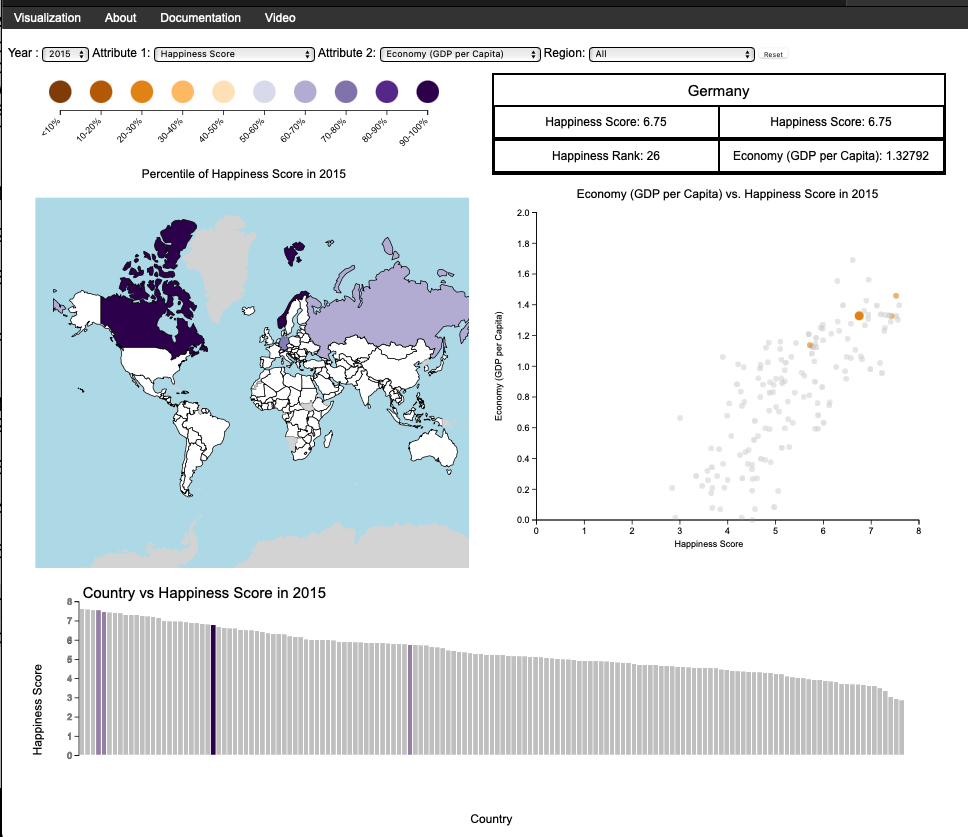 Visualization About Documentation Video
Year : 2015 Attribute 1: Happiness Score Attribute 2: Economy (GDP per Capita) Region: All Reset
<10% 10-20% 20-30% 30-40% 40-50% 50-60% 60-70% 70-80% 80-90% 90-100%
Percentile of Happiness Score in 2015
Germany
Happiness Score: 6.75 Happiness Score: 6.75
Happiness Rank: 26 Economy (GDP per Capita): 1.32792
Economy (GDP per Capita) vs. Happiness Score in 2015
Economy (GDP per Capita)
2.0
1.8
1.6
1.4
1.2
1.0
0.8
0.6
0.4
0.2
0.0
0 1 2 3 4 5 6 7 8
Happiness Score
Country vs Happiness Score in 2015
Happiness Score
8
7
6
5
4
3
2
1
0
Country